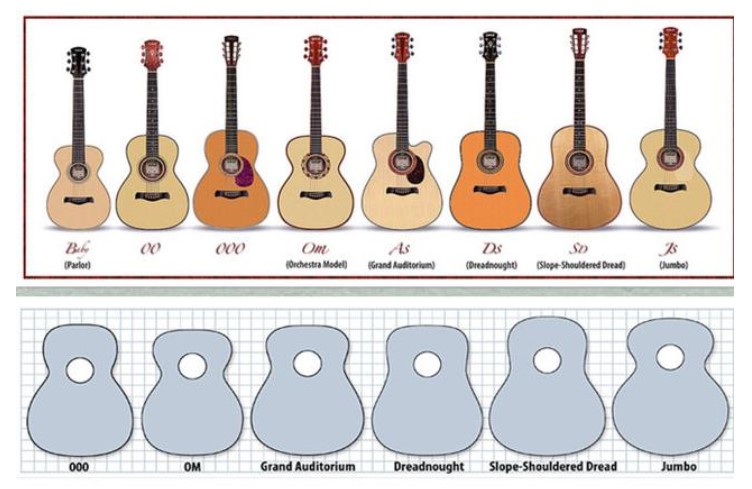 Baby OO OOO Om As Ds SD Js
(Parlor) (Orchestra Model) (Grand Auditorium) (Dreadnought) (Slope-Shouldered Dread) (Jumbo)
000 OM Grand Auditorium Dreadnought Slope-Shouldered Dread Jumbo